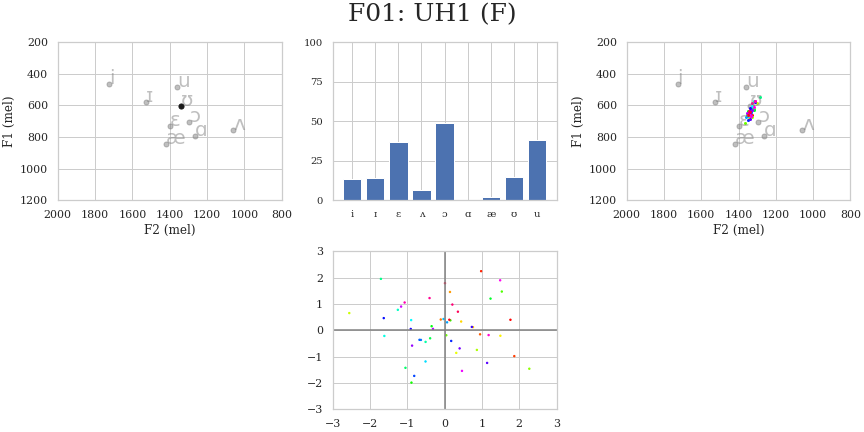 F01: UH1 (F)
200
400
600
800
1000
1200
F1 (mel)
i
u
ɪ
ʊ
ɛ
ɔ
ɑ
æ
ʌ
2000 1800 1600 1400 1200 1000 800
F2 (mel)
100
75
50
25
0
i ɪ ɛ ʌ ɔ ɑ æ ʊ u
200
400
600
800
1000
1200
F1 (mel)
i
u
ɪ
ʊ
ɛ
ɔ
ɑ
æ
ʌ
2000 1800 1600 1400 1200 1000 800
F2 (mel)
3
2
1
0
−1
−2
−3
−3 −2 −1 0 1 2 3